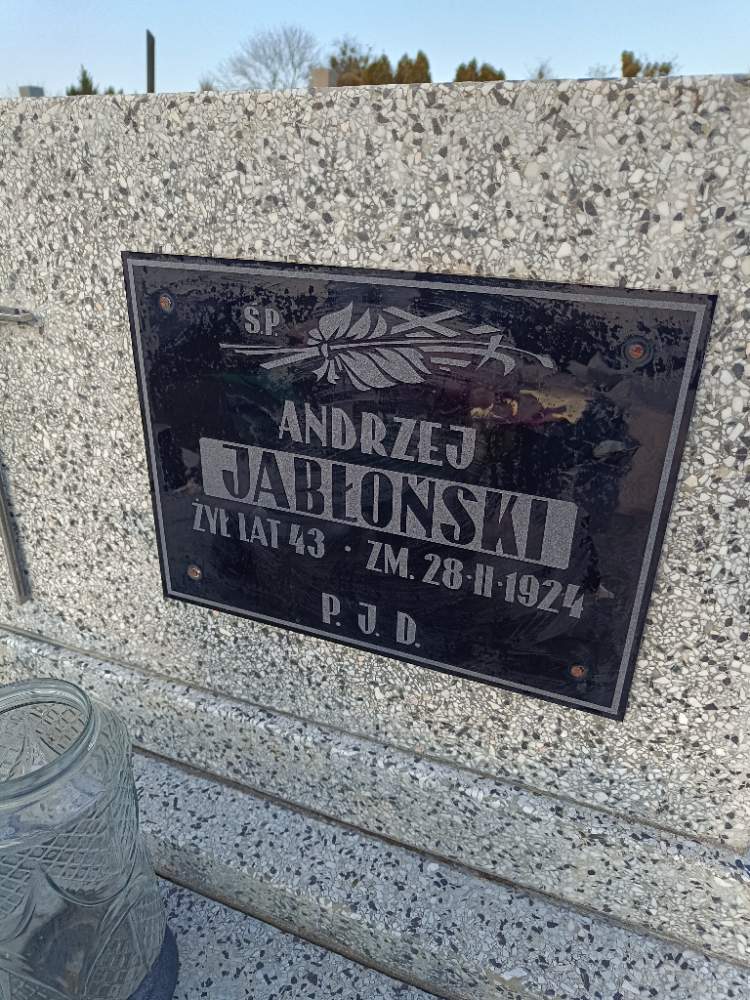 Ś.P.
ANDRZEJ
JABŁOŃSKI
ŻYŁ LAT 43 · ZM. 28·II·1924
P. J. D.